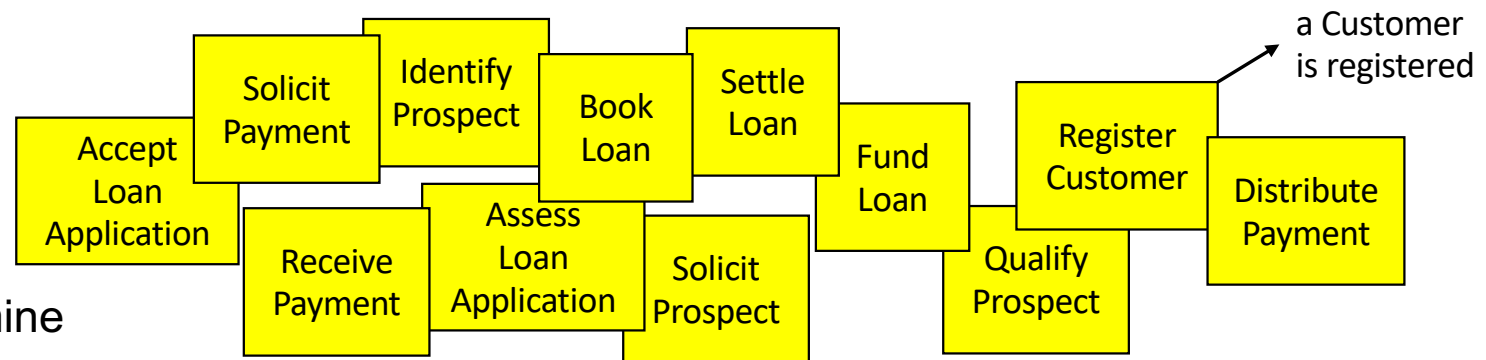 a Customer
is registered
Accept
Loan
Application
Solicit
Payment
Identify
Prospect
Book
Loan
Settle
Loan
Fund
Loan
Register
Customer
Distribute
Payment
Receive
Payment
Assess
Loan
Application
Solicit
Prospect
Qualify
Prospect